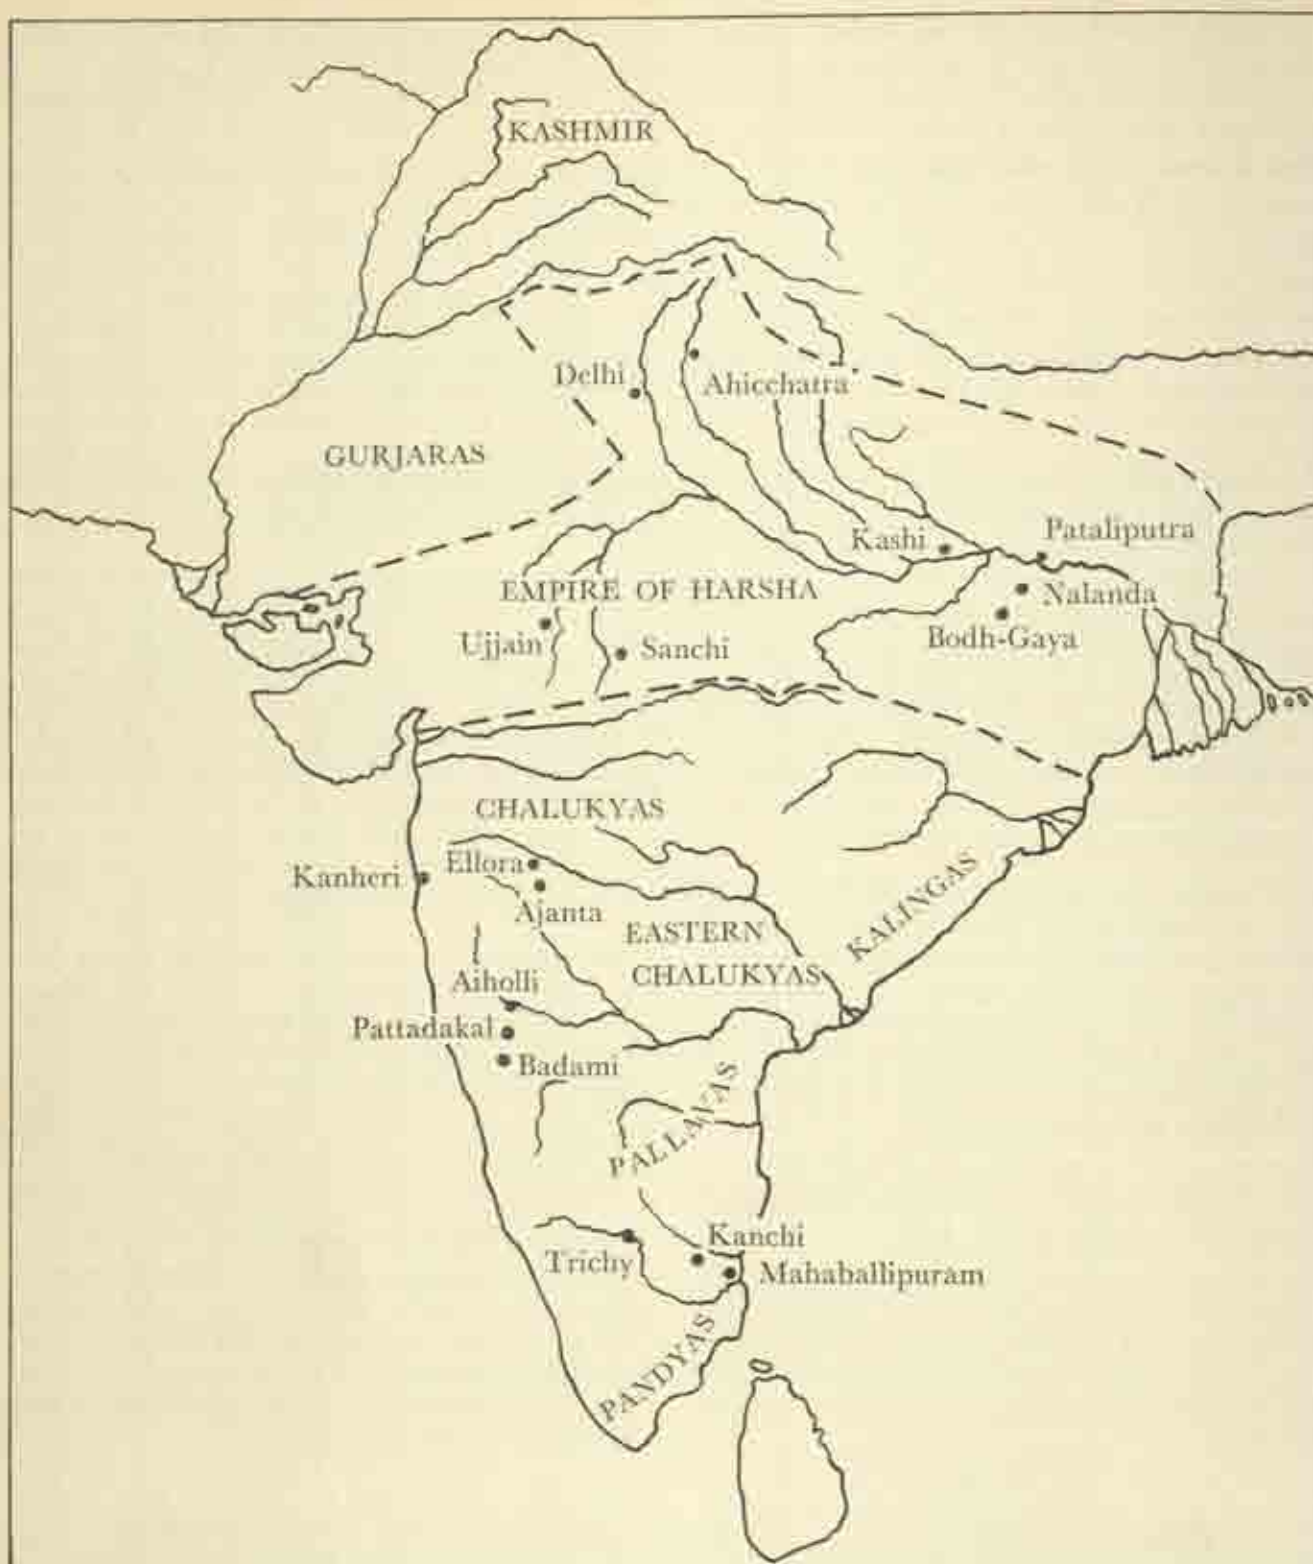 KASHMIR
Delhi
Ahicchatra
GURJARAS
Kashi
Pataliputra
EMPIRE OF HARSHA
Nalanda
Ujjain
Sanchi
Bodh-Gaya
CHALUKYAS
Ellora
Kanheri
Ajanta
EASTERN
CHALUKYAS
KALINGAS
Aiholli
Pattadakal
Badami
PALLAVAS
Kanchi
Trichy
Mahaballipuram
PANDYAS